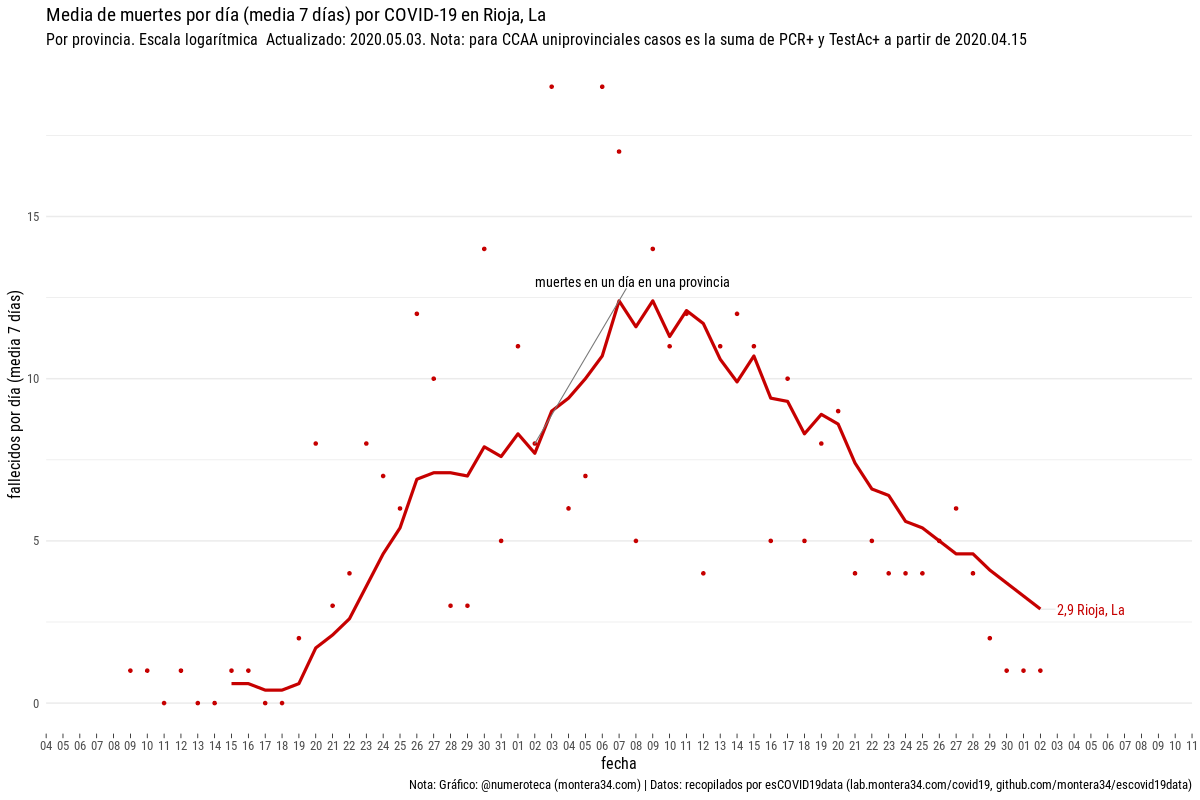 Media de muertes por día (media 7 días) por COVID-19 en Rioja, La
Por provincia. Escala logarítmica  Actualizado: 2020.05.03. Nota: para CCAA uniprovinciales casos es la suma de PCR+ y TestAc+ a partir de 2020.04.15
fallecidos por día (media  7 días)
15
10
5
0
muertes en un día en una provincia
2,9 Rioja, La
04 05 06 07 08 09 10 11 12 13 14 15 16 17 18 19 20 21 22 23 24 25 26 27 28 29 30 31 01 02 03 04 05 06 07 08 09 10 11 12 13 14 15 16 17 18 19 20 21 22 23 24 25 26 27 28 29 30 01 02 03 04 05 06 07 08 09 10 11
fecha
Nota: Gráfico: @numeroteca (montera34.com) | Datos: recopilados por esCOVID19data (lab.montera34.com/covid19, github.com/montera34/escovid19data)